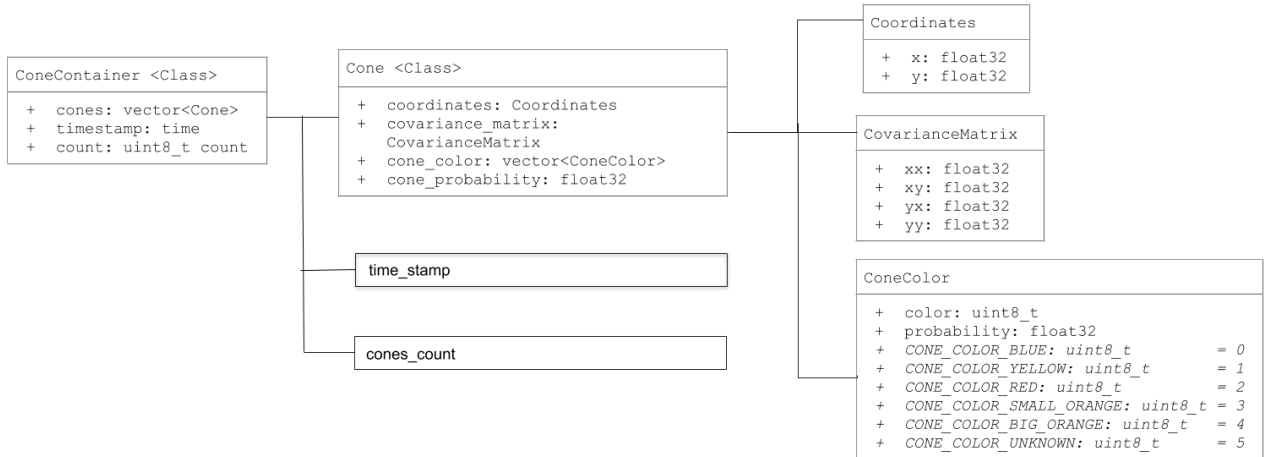 ConeContainer <Class>
+ cones: vector<Cone>
+ timestamp: time
+ count: uint8_t count
Cone <Class>
+ coordinates: Coordinates
+ covariance_matrix:
CovarianceMatrix
+ cone_color: vector<ConeColor>
+ cone_probability: float32
time_stamp
cones_count
Coordinates
+ x: float32
+ y: float32
CovarianceMatrix
+ xx: float32
+ xy: float32
+ yx: float32
+ yy: float32
ConeColor
+ color: uint8_t
+ probability: float32
+ CONE_COLOR_BLUE: uint8_t = 0
+ CONE_COLOR_YELLOW: uint8_t = 1
+ CONE_COLOR_RED: uint8_t = 2
+ CONE_COLOR_SMALL_ORANGE: uint8_t = 3
+ CONE_COLOR_BIG_ORANGE: uint8_t = 4
+ CONE_COLOR_UNKNOWN: uint8_t = 5